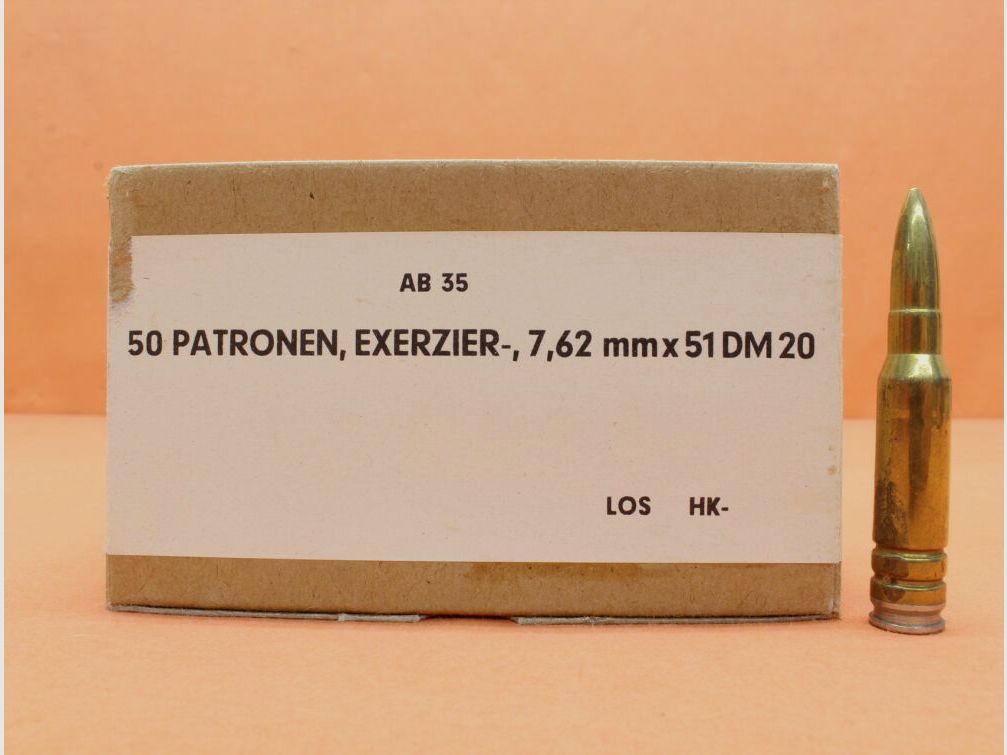 AB 35
50 PATRONEN, EXERZIER-, 7,62 mm x 51 DM 20
LOS HK-